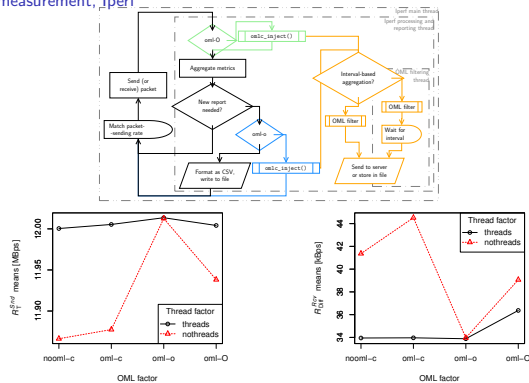 measurement, Iperf
Iperf main thread
Iperf processing and
reporting thread
oml-O
omlc_inject()
Aggregate metrics
Interval-based
aggregation?
OML filtering
thread
Send (or
receive) packet
New report
needed?
OML filter
OML filter
Match packet-
-sending rate
oml-o
Wait for
interval
Format as CSV,
write to file
omlc_inject()
Send to server
or store in file
R_T^Snd means [MBps]
12.00
11.95
11.90
Thread factor
threads
nothreads
nooml-c
oml-c
oml-o
oml-O
OML factor
R_Diff^Rcv means [kBps]
44
42
40
38
36
34
Thread factor
threads
nothreads
nooml-c
oml-c
oml-o
oml-O
OML factor